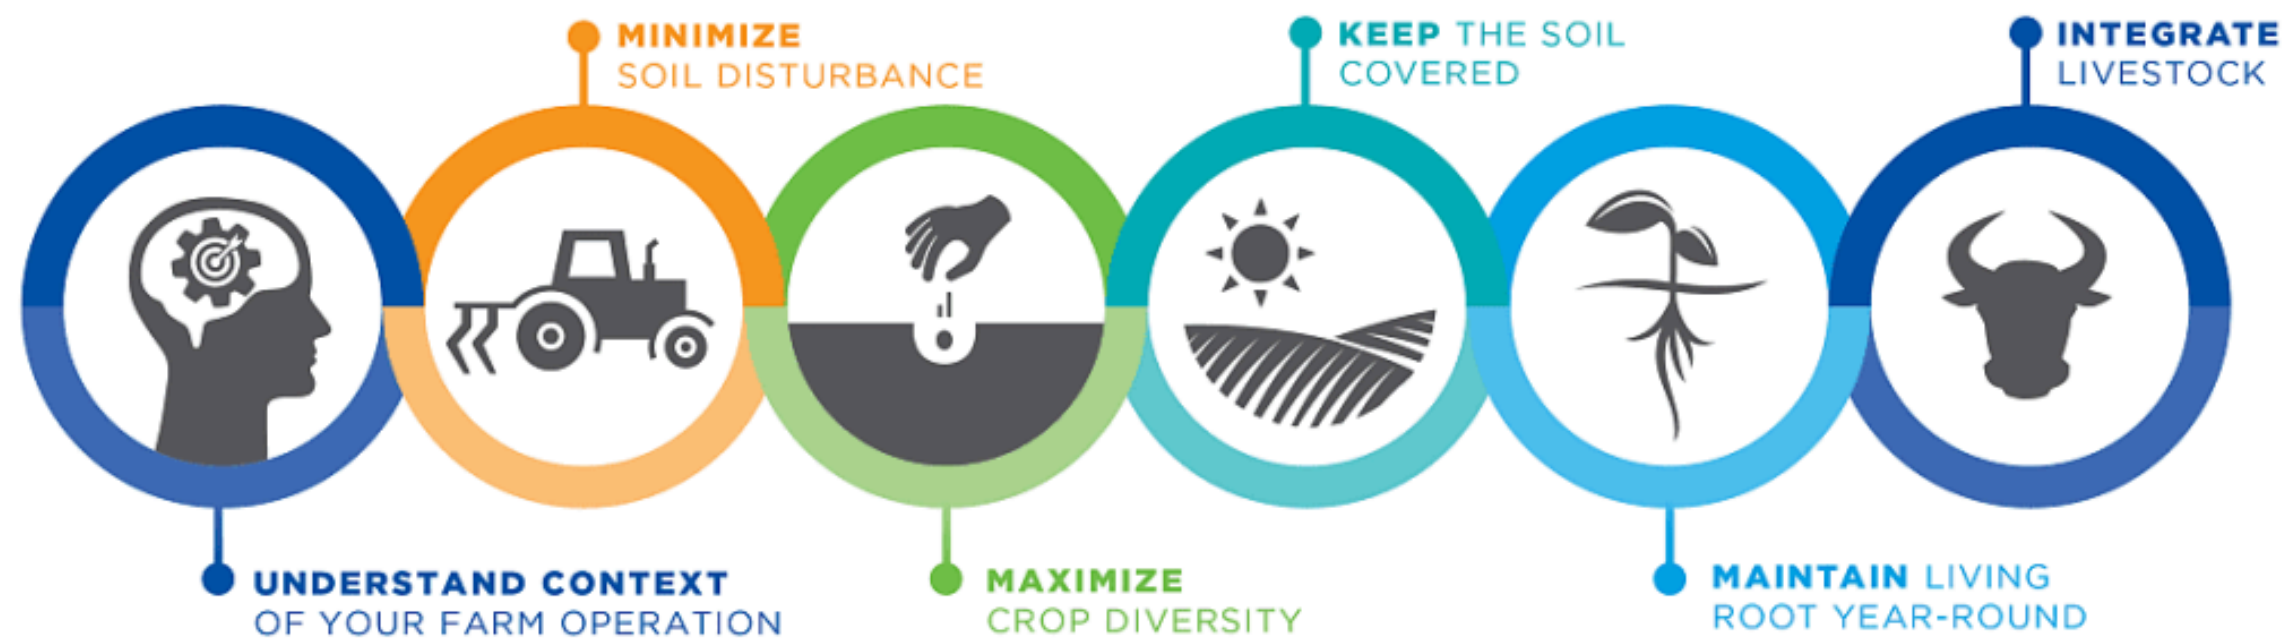 MINIMIZE
SOIL DISTURBANCE
KEEP THE SOIL
COVERED
INTEGRATE
LIVESTOCK
UNDERSTAND CONTEXT
OF YOUR FARM OPERATION
MAXIMIZE
CROP DIVERSITY
MAINTAIN LIVING
ROOT YEAR-ROUND